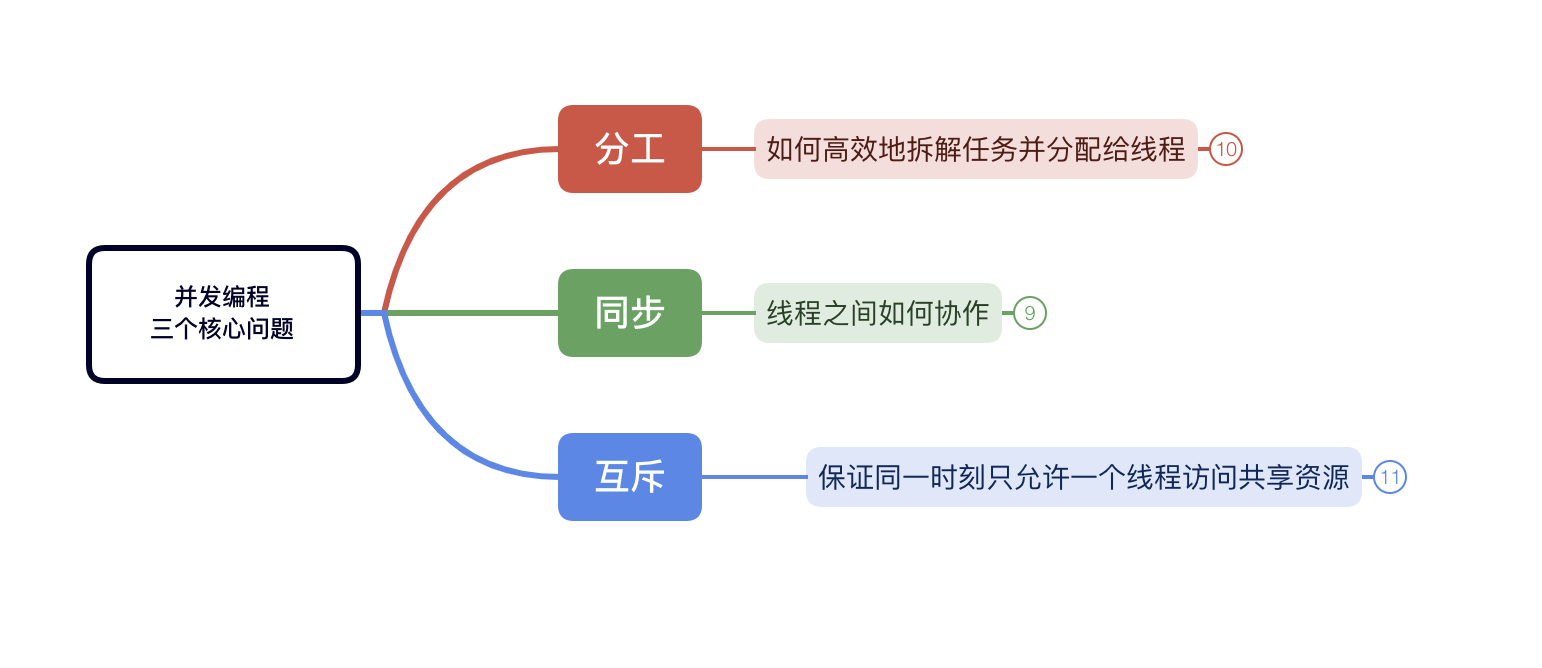 并发编程
三个核心问题
分工
如何高效地拆解任务并分配给线程
10
同步
线程之间如何协作
9
互斥
保证同一时刻只允许一个线程访问共享资源
11